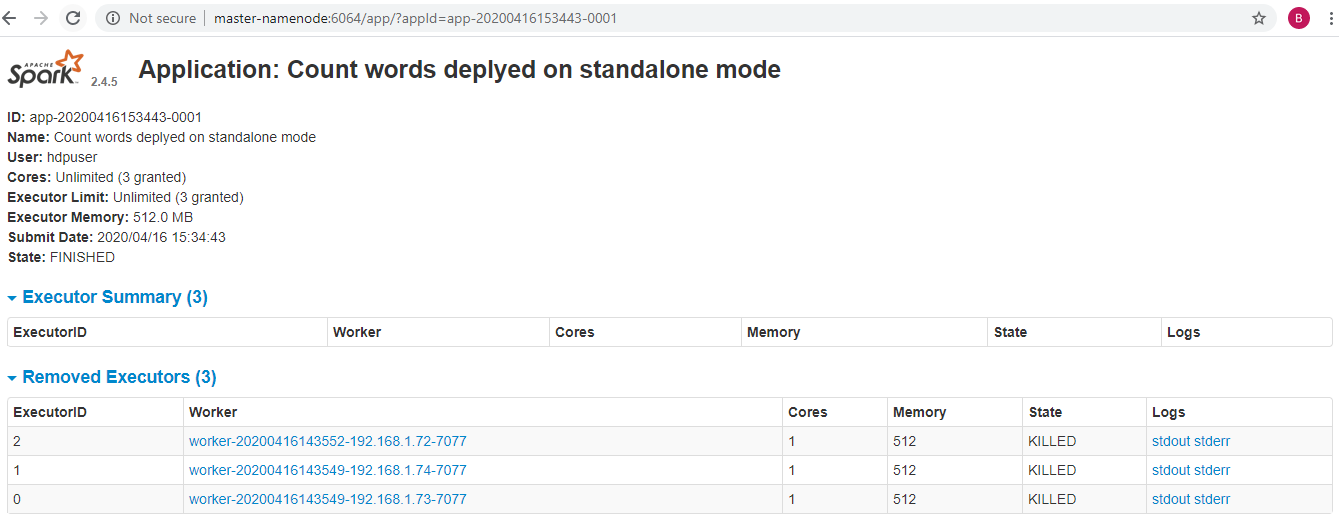 Not secure master-namenode:6064/app/?appId=app-20200416153443-0001 B
APACHE Spark 2.4.5 Application: Count words deplyed on standalone mode
ID: app-20200416153443-0001
Name: Count words deplyed on standalone mode
User: hdpuser
Cores: Unlimited (3 granted)
Executor Limit: Unlimited (3 granted)
Executor Memory: 512.0 MB
Submit Date: 2020/04/16 15:34:43
State: FINISHED
Executor Summary (3)
ExecutorID Worker Cores Memory State Logs
Removed Executors (3)
ExecutorID Worker Cores Memory State Logs
2 worker-20200416143552-192.168.1.72-7077 1 512 KILLED stdout stderr
1 worker-20200416143549-192.168.1.74-7077 1 512 KILLED stdout stderr
0 worker-20200416143549-192.168.1.73-7077 1 512 KILLED stdout stderr